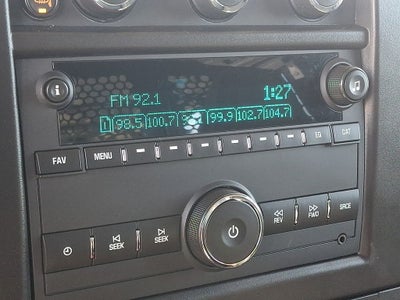 FM 92.1 1:27
1 98.5 100.7 99.9 102.7 104.7
FAV MENU EQ CAT
SEEK SEEK REV FWD SRCE